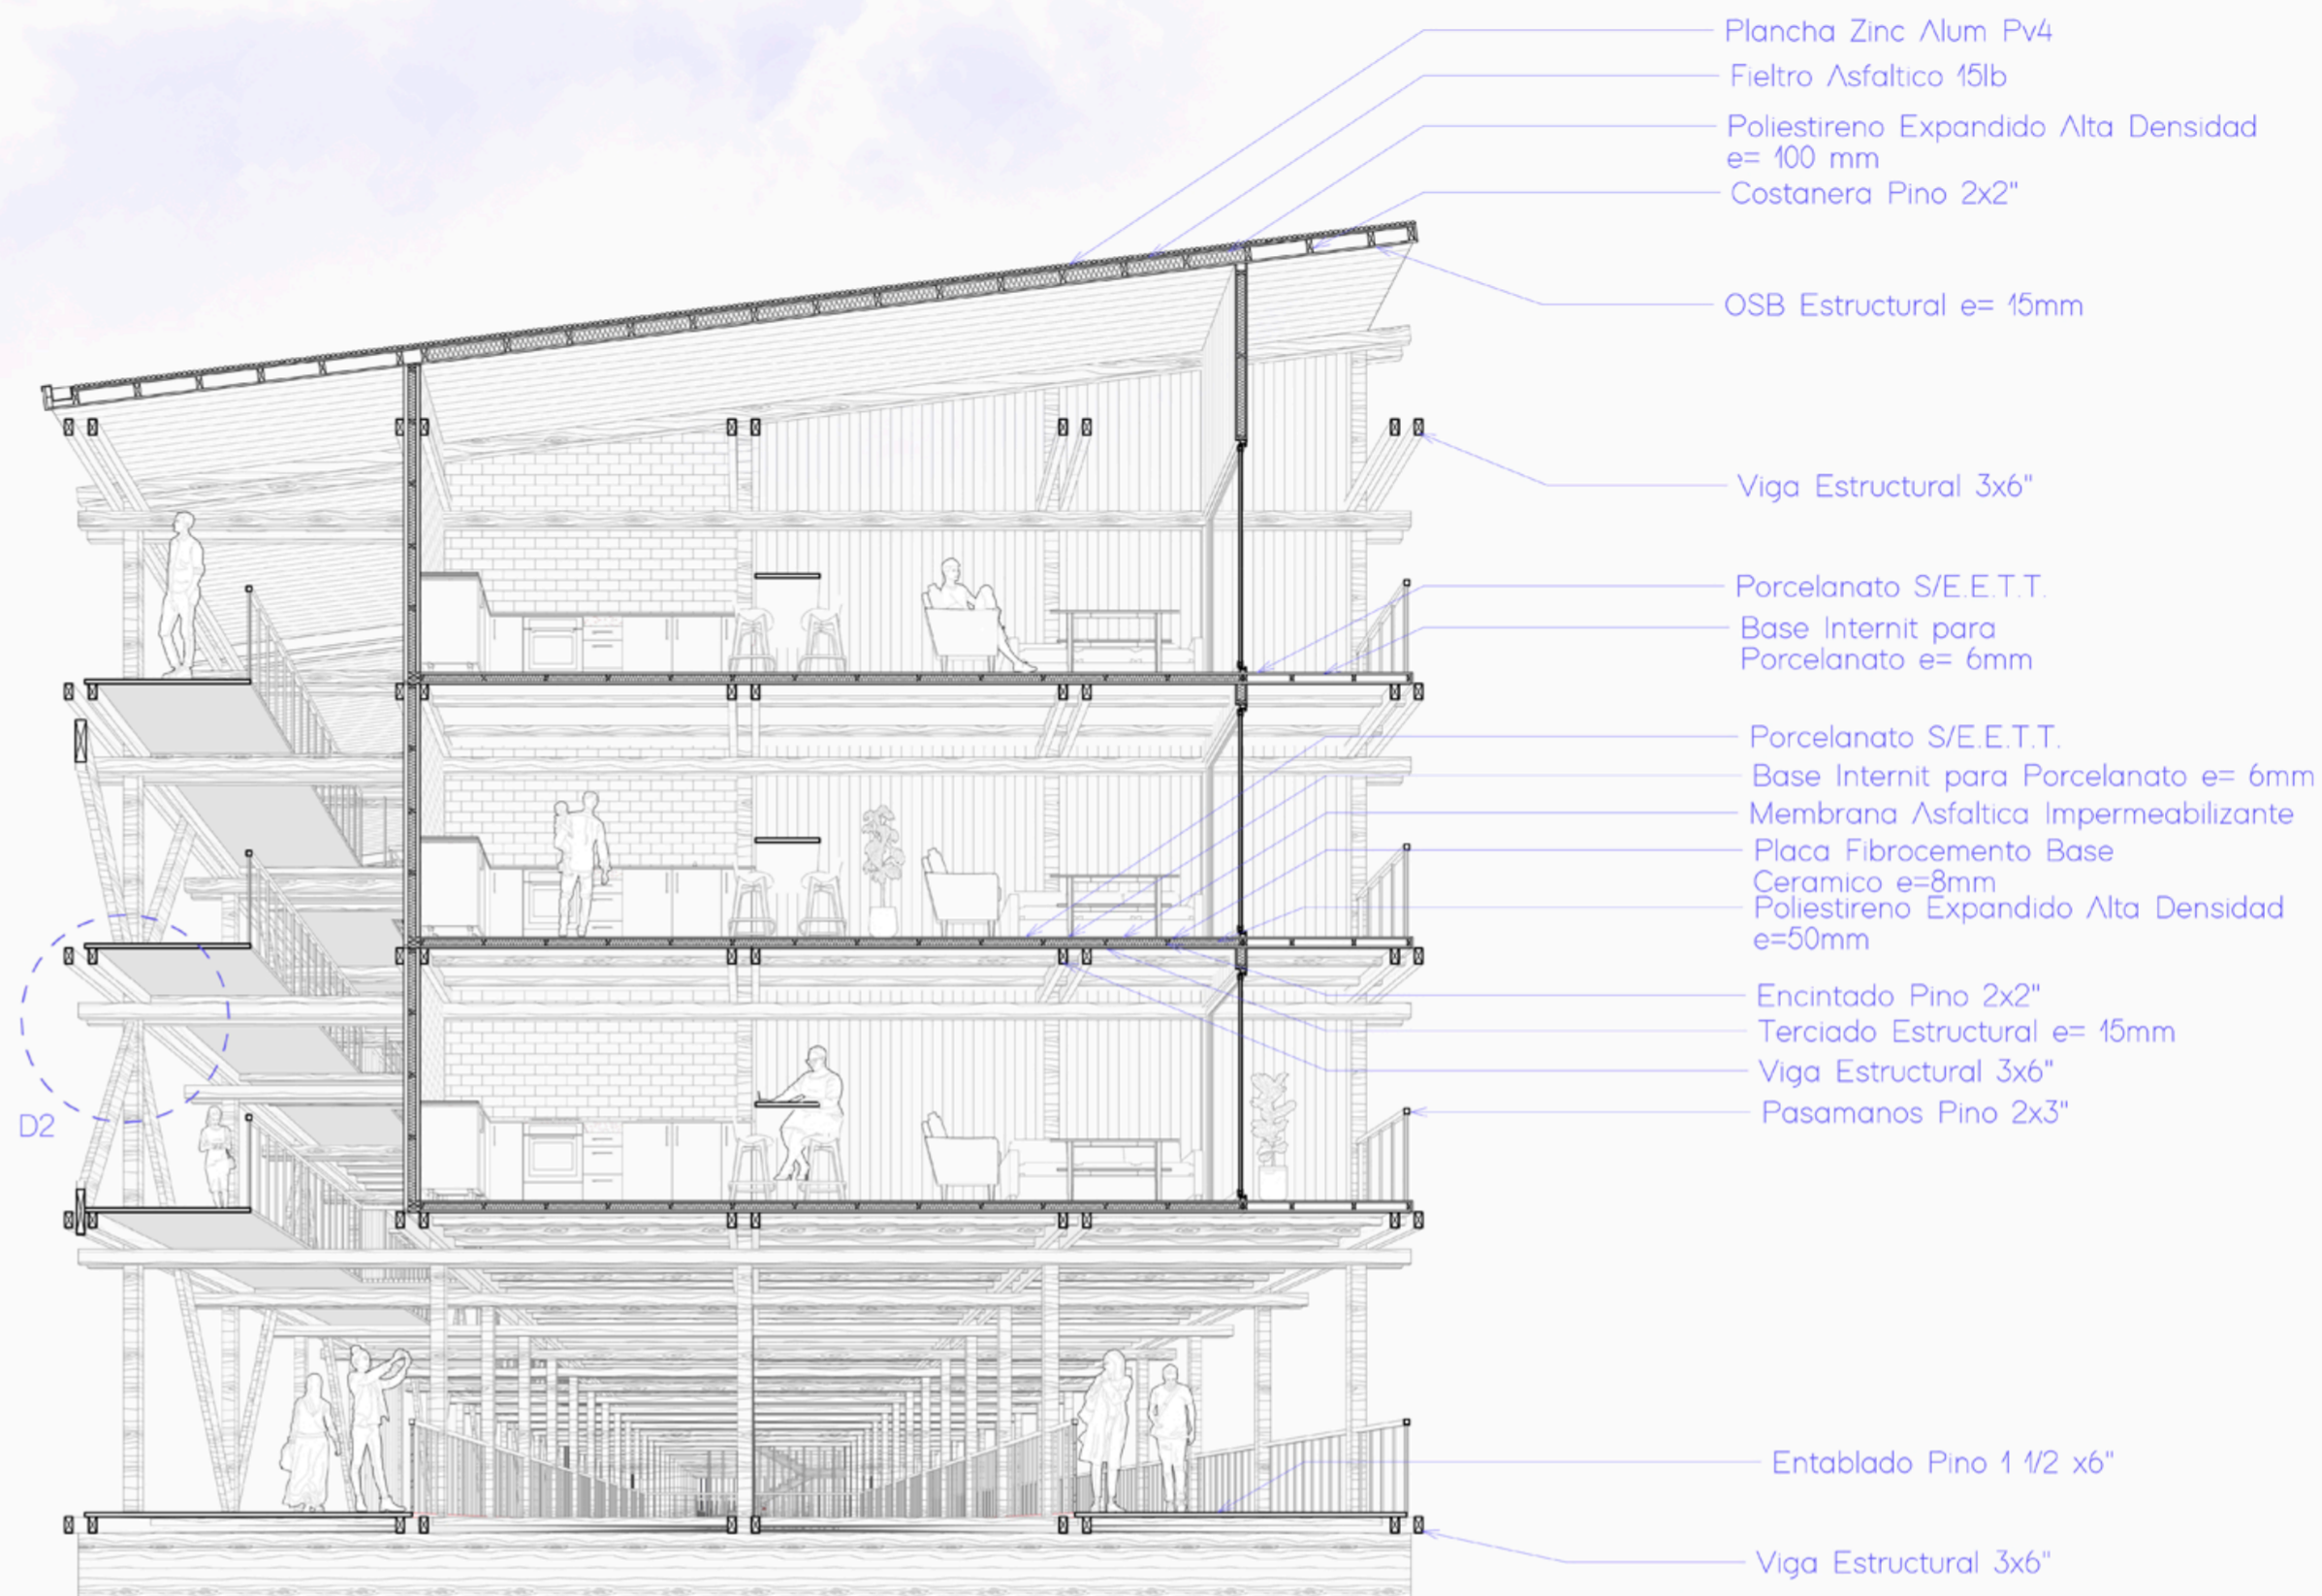 Plancha Zinc Alum Pv4
Fieltro Asfaltico 15lb
Poliestireno Expandido Alta Densidad
e= 100 mm
Costanera Pino 2x2"
OSB Estructural e= 15mm
Viga Estructural 3x6"
Porcelanato S/E.E.T.T.
Base Internit para
Porcelanato e= 6mm
Porcelanato S/E.E.T.T.
Base Internit para Porcelanato e= 6mm
Membrana Asfaltica Impermeabilizante
Placa Fibrocemento Base
Ceramico e=8mm
Poliestireno Expandido Alta Densidad
e=50mm
Encintado Pino 2x2"
Terciado Estructural e= 15mm
Viga Estructural 3x6"
Pasamanos Pino 2x3"
D2
Entablado Pino 1 1/2 x6"
Viga Estructural 3x6"